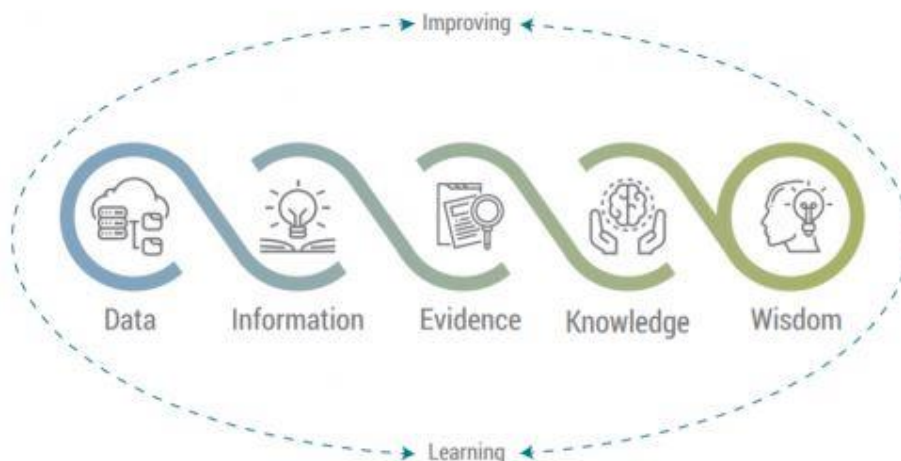 Improving
Data
Information
Evidence
Knowledge
Wisdom
Learning